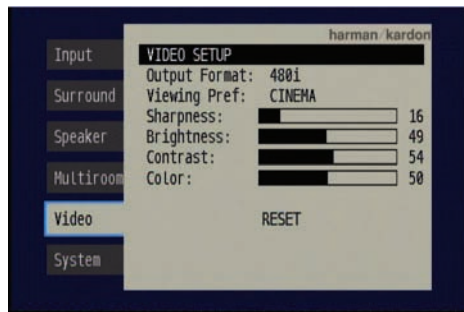 harman/kardon
Input
Surround
Speaker
Multiroom
Video
System
VIDEO SETUP
Output Format: 480i
Viewing Pref: CINEMA
Sharpness: 16
Brightness: 49
Contrast: 54
Color: 50
RESET